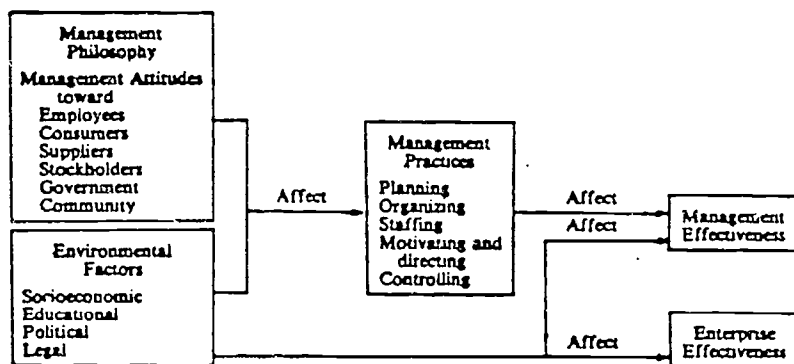 Management
Philosophy
Management Attitudes
toward
Employees
Consumers
Suppliers
Stockholders
Government
Community
Environmental
Factors
Socioeconomic
Educational
Political
Legal
Affect
Management
Practices
Planning
Organizing
Staffing
Motivating and
directing
Controlling
Affect
Affect
Management
Effectiveness
Affect
Enterprise
Effectiveness